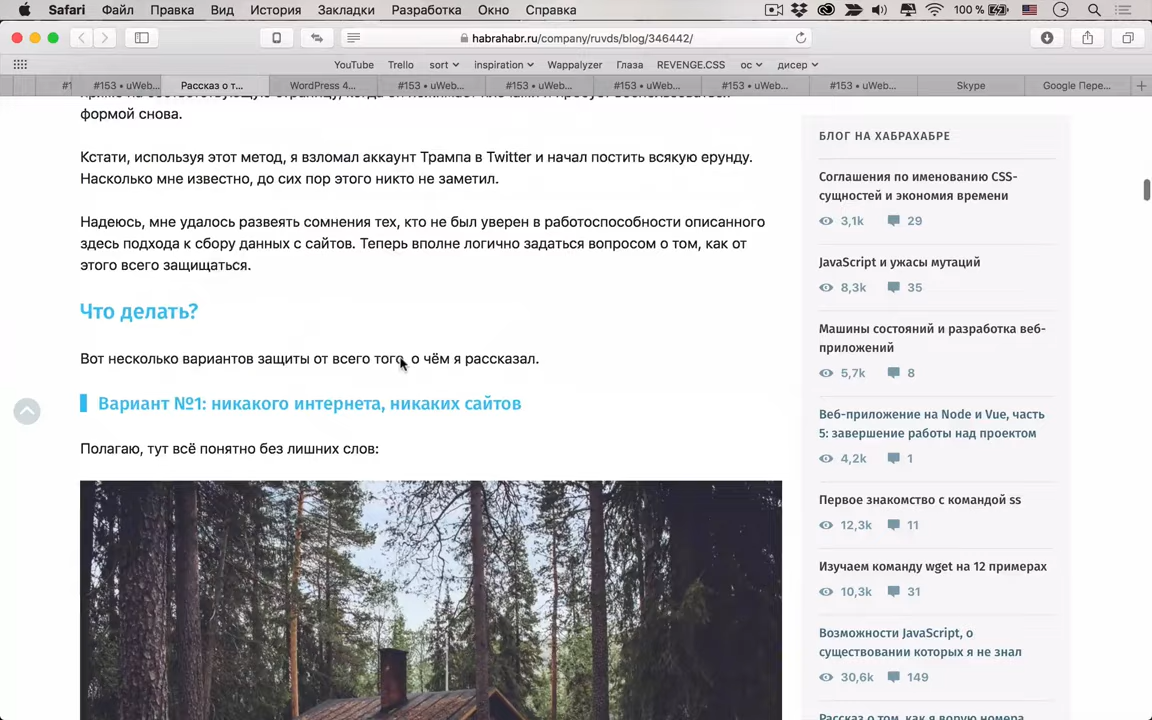 Safari Файл Правка Вид История Закладки Разработка Окно Справка 100 %
habrahabr.ru/company/ruvds/blog/346442/
YouTube Trello sort inspiration Wappalyzer Глаза REVENGE.CSS ос дисер
#1 #153 • uWeb... Рассказ о т... WordPress 4... #153 • uWeb... #153 • uWeb... #153 • uWeb... #153 • uWeb... #153 • uWeb... Skype Google Пере...
формой снова.
Кстати, используя этот метод, я взломал аккаунт Трампа в Twitter и начал постить всякую ерунду.
Насколько мне известно, до сих пор этого никто не заметил.
Надеюсь, мне удалось развеять сомнения тех, кто не был уверен в работоспособности описанного
здесь подхода к сбору данных с сайтов. Теперь вполне логично задаться вопросом о том, как от
этого всего защищаться.
Что делать?
Вот несколько вариантов защиты от всего того, о чём я рассказал.
Вариант №1: никакого интернета, никаких сайтов
Полагаю, тут всё понятно без лишних слов:
БЛОГ НА ХАБРАХАБРЕ
Соглашения по именованию CSS-
сущностей и экономия времени
3,1k 29
JavaScript и ужасы мутаций
8,3k 35
Машины состояний и разработка веб-
приложений
5,7k 8
Веб-приложение на Node и Vue, часть
5: завершение работы над проектом
4,2k 1
Первое знакомство с командой ss
12,3k 11
Изучаем команду wget на 12 примерах
10,3k 31
Возможности JavaScript, о
существовании которых я не знал
30,6k 149
Рассказ о том, как я ворую номера